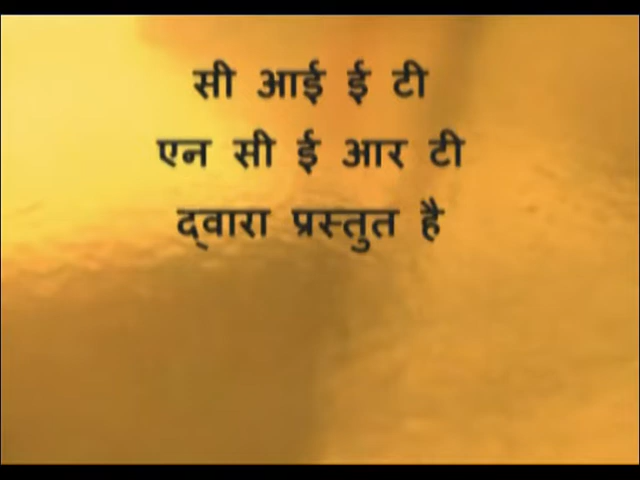 सी आई ई टी
एन सी ई आर टी
द्वारा प्रस्तुत है